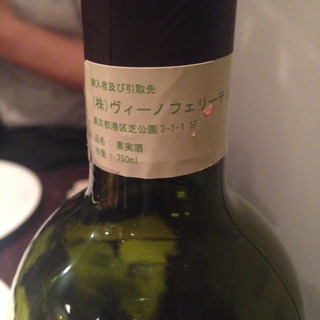 輸入者及び引取先
(株)ヴィーノフェリーチェ
東京都港区芝公園 3-1-1 5F
品名 : 果実酒
容量 : 750ml